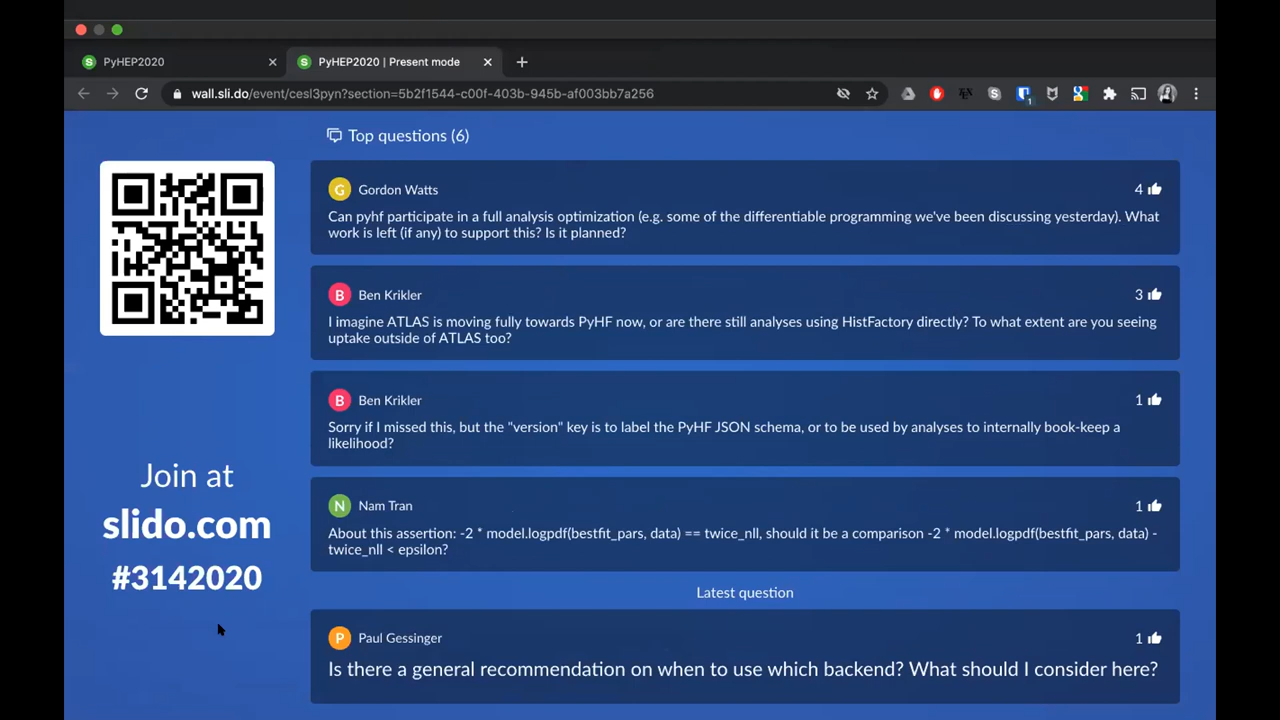 PyHEP2020
PyHEP2020 | Present mode
wall.sli.do/event/cesl3pyn?section=5b2f1544-c00f-403b-945b-af003bb7a256
Top questions (6)
G Gordon Watts 4
Can pyhf participate in a full analysis optimization (e.g. some of the differentiable programming we've been discussing yesterday). What
work is left (if any) to support this? Is it planned?
B Ben Krikler 3
I imagine ATLAS is moving fully towards PyHF now, or are there still analyses using HistFactory directly? To what extent are you seeing
uptake outside of ATLAS too?
B Ben Krikler 1
Sorry if I missed this, but the "version" key is to label the PyHF JSON schema, or to be used by analyses to internally book-keep a
likelihood?
N Nam Tran 1
About this assertion: -2 * model.logpdf(bestfit_pars, data) == twice_nll, should it be a comparison -2 * model.logpdf(bestfit_pars, data) -
twice_nll < epsilon?
Latest question
P Paul Gessinger 1
Is there a general recommendation on when to use which backend? What should I consider here?
Join at
slido.com
#3142020